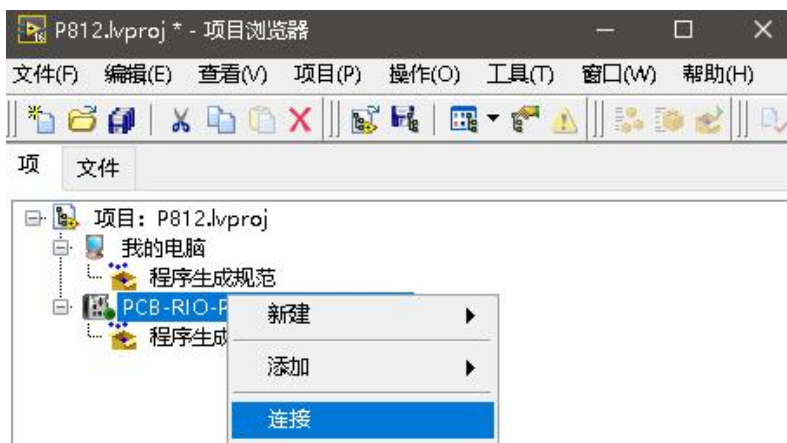 P812.lvproj * - 项目浏览器
文件(F) 编辑(E) 查看(V) 项目(P) 操作(O) 工具(T) 窗口(W) 帮助(H)
项 文件
项目：P812.lvproj
我的电脑
程序生成规范
PCB-RIO-P
程序生成
新建
添加
连接